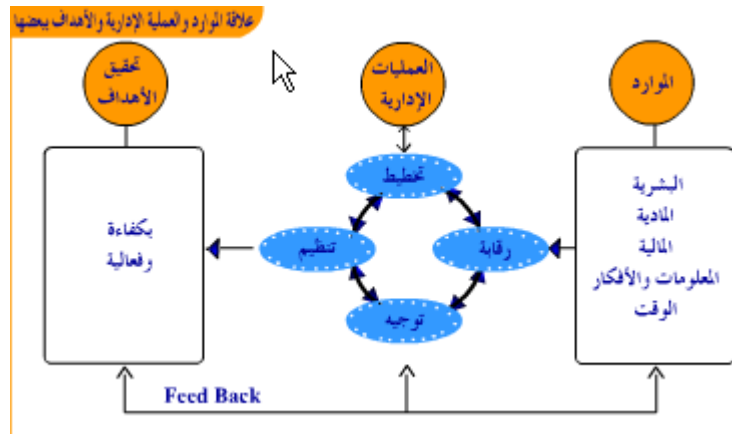 علاقة الموارد والعملية الإدارية والأهداف ببعضها
الموارد
العمليات
الإدارية
تحقيق
الأهداف
البشرية
المادية
المالية
المعلومات والأفكار
الوقت
تخطيط
رقابة
تنظيم
توجيه
بكفاءة
وفعالية
Feed Back